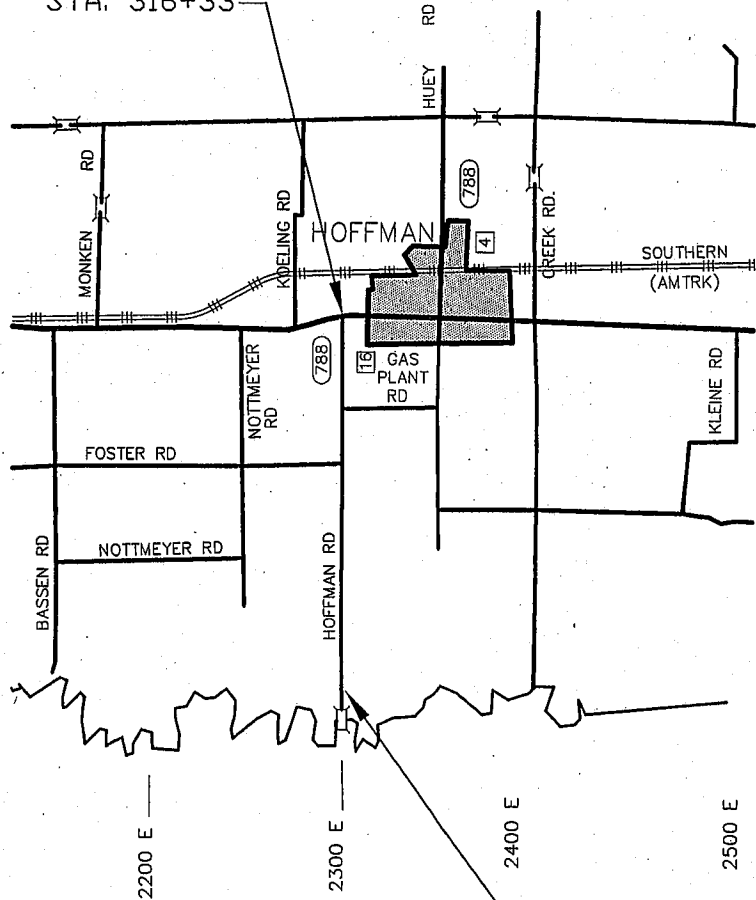 STA. 316+33
RD
HUEY
MONKEN RD
KOELING RD
HOFFMAN
788
4
CREEK RD.
SOUTHERN
(AMTRK)
788
16
GAS
PLANT
RD
NOTTMEYER
RD
KLEINE RD
FOSTER RD
NOTTMEYER RD
BASSEN RD
HOFFMAN RD
2200 E
2300 E
2400 E
2500 E